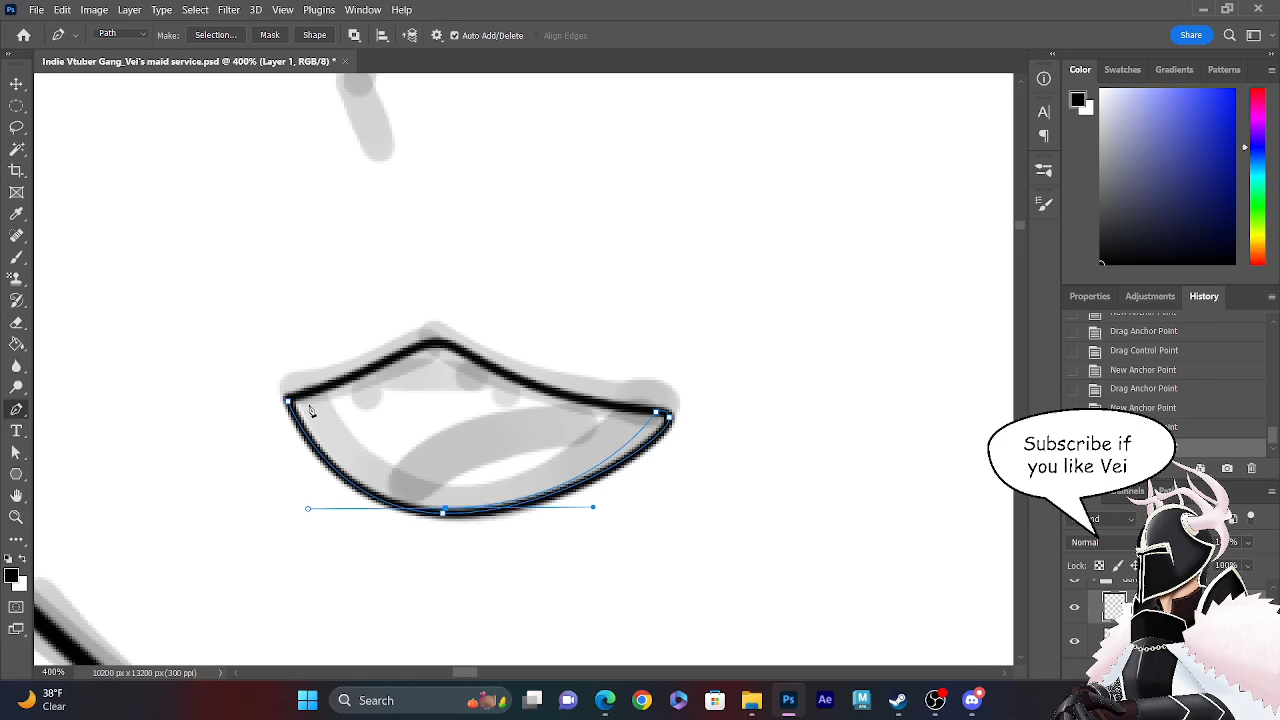 File Edit Image Layer Type Select Filter 3D View Plugins Window Help
Path Make: Selection... Mask Shape Auto Add/Delete Align Edges Share
Indie Vtuber Gang_Vei's maid service.psd @ 400% (Layer 1, RGB/8) *
Color Swatches Gradients Patterns
Properties Adjustments History
Drag Anchor Point
Drag Control Point
New Anchor Point
Drag Anchor Point
New Anchor Point
Subscribe if
you like Vei
Normal
Lock: 100%
400% 10200 px x 13200 px (300 ppi)
38°F
Clear
Search